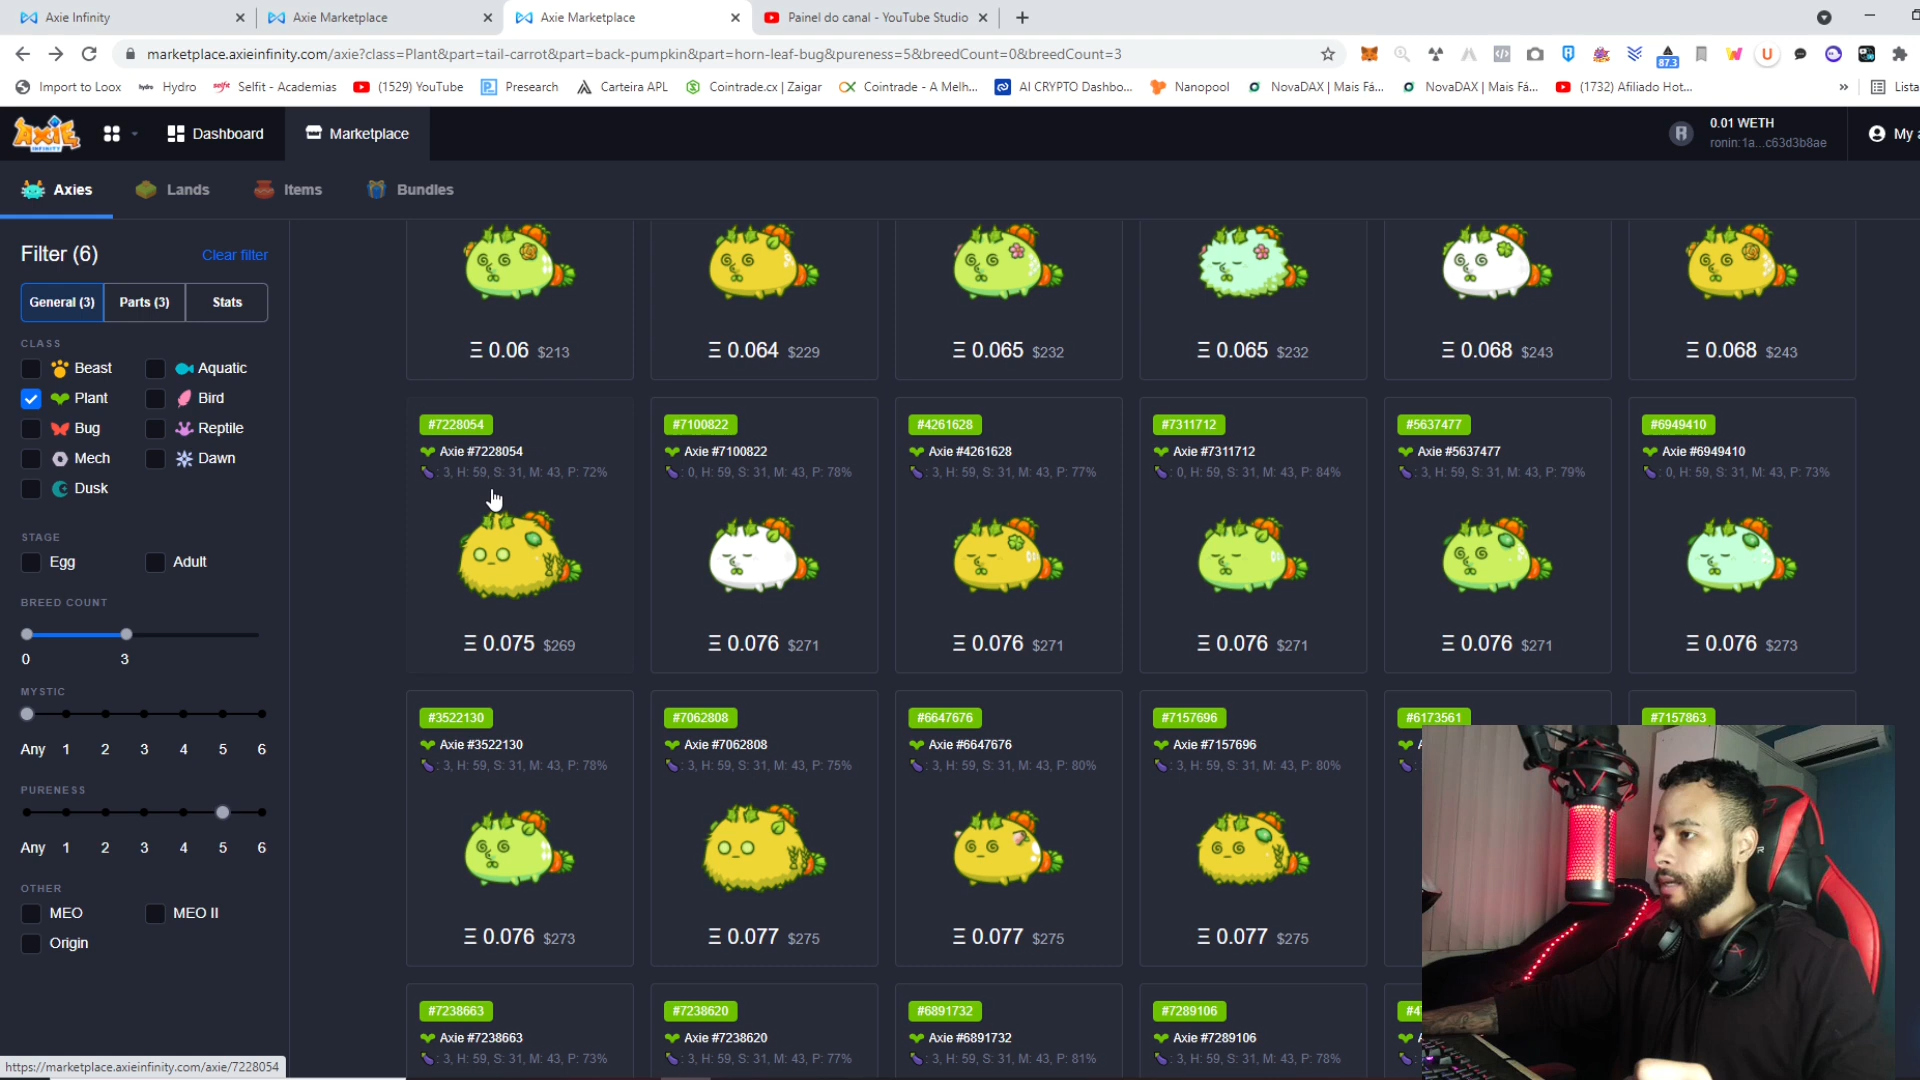 Axie Infinity
Axie Marketplace
Axie Marketplace
Painel do canal - YouTube Studio
marketplace.axieinfinity.com/axie?class=Plant&part=tail-carrot&part=back-pumpkin&part=horn-leaf-bug&pureness=5&breedCount=0&breedCount=3
87.3
Import to Loox
Hydro
Selfit - Academias
(1529) YouTube
Presearch
Carteira APL
Cointrade.cx | Zaigar
Cointrade - A Melh...
AI CRYPTO Dashbo...
Nanopool
NovaDAX | Mais Fá...
NovaDAX | Mais Fá...
(1732) Afiliado Hot...
»
Lista
AXIE
INFINITY
Dashboard
Marketplace
0.01 WETH
ronin:1a...c63d3b8ae
My a
Axies
Lands
Items
Bundles
Filter (6)
Clear filter
General (3)
Parts (3)
Stats
CLASS
Beast
Aquatic
Plant
Bird
Bug
Reptile
Mech
Dawn
Dusk
STAGE
Egg
Adult
BREED COUNT
0
3
MYSTIC
Any 1 2 3 4 5 6
PURENESS
Any 1 2 3 4 5 6
OTHER
MEO
MEO II
Origin
Ξ 0.06 $213
Ξ 0.064 $229
Ξ 0.065 $232
Ξ 0.065 $232
Ξ 0.068 $243
Ξ 0.068 $243
#7228054
Axie #7228054
: 3, H: 59, S: 31, M: 43, P: 72%
Ξ 0.075 $269
#7100822
Axie #7100822
: 0, H: 59, S: 31, M: 43, P: 78%
Ξ 0.076 $271
#4261628
Axie #4261628
: 3, H: 59, S: 31, M: 43, P: 77%
Ξ 0.076 $271
#7311712
Axie #7311712
: 0, H: 59, S: 31, M: 43, P: 84%
Ξ 0.076 $271
#5637477
Axie #5637477
: 3, H: 59, S: 31, M: 43, P: 79%
Ξ 0.076 $271
#6949410
Axie #6949410
: 0, H: 59, S: 31, M: 43, P: 73%
Ξ 0.076 $273
#3522130
Axie #3522130
: 3, H: 59, S: 31, M: 43, P: 78%
Ξ 0.076 $273
#7062808
Axie #7062808
: 3, H: 59, S: 31, M: 43, P: 75%
Ξ 0.077 $275
#6647676
Axie #6647676
: 3, H: 59, S: 31, M: 43, P: 80%
Ξ 0.077 $275
#7157696
Axie #7157696
: 3, H: 59, S: 31, M: 43, P: 80%
Ξ 0.077 $275
#6173561
#7157863
#7238663
Axie #7238663
: 3, H: 59, S: 31, M: 43, P: 73%
#7238620
Axie #7238620
: 3, H: 59, S: 31, M: 43, P: 77%
#6891732
Axie #6891732
: 3, H: 59, S: 31, M: 43, P: 81%
#7289106
Axie #7289106
: 3, H: 59, S: 31, M: 43, P: 78%
https://marketplace.axieinfinity.com/axie/7228054